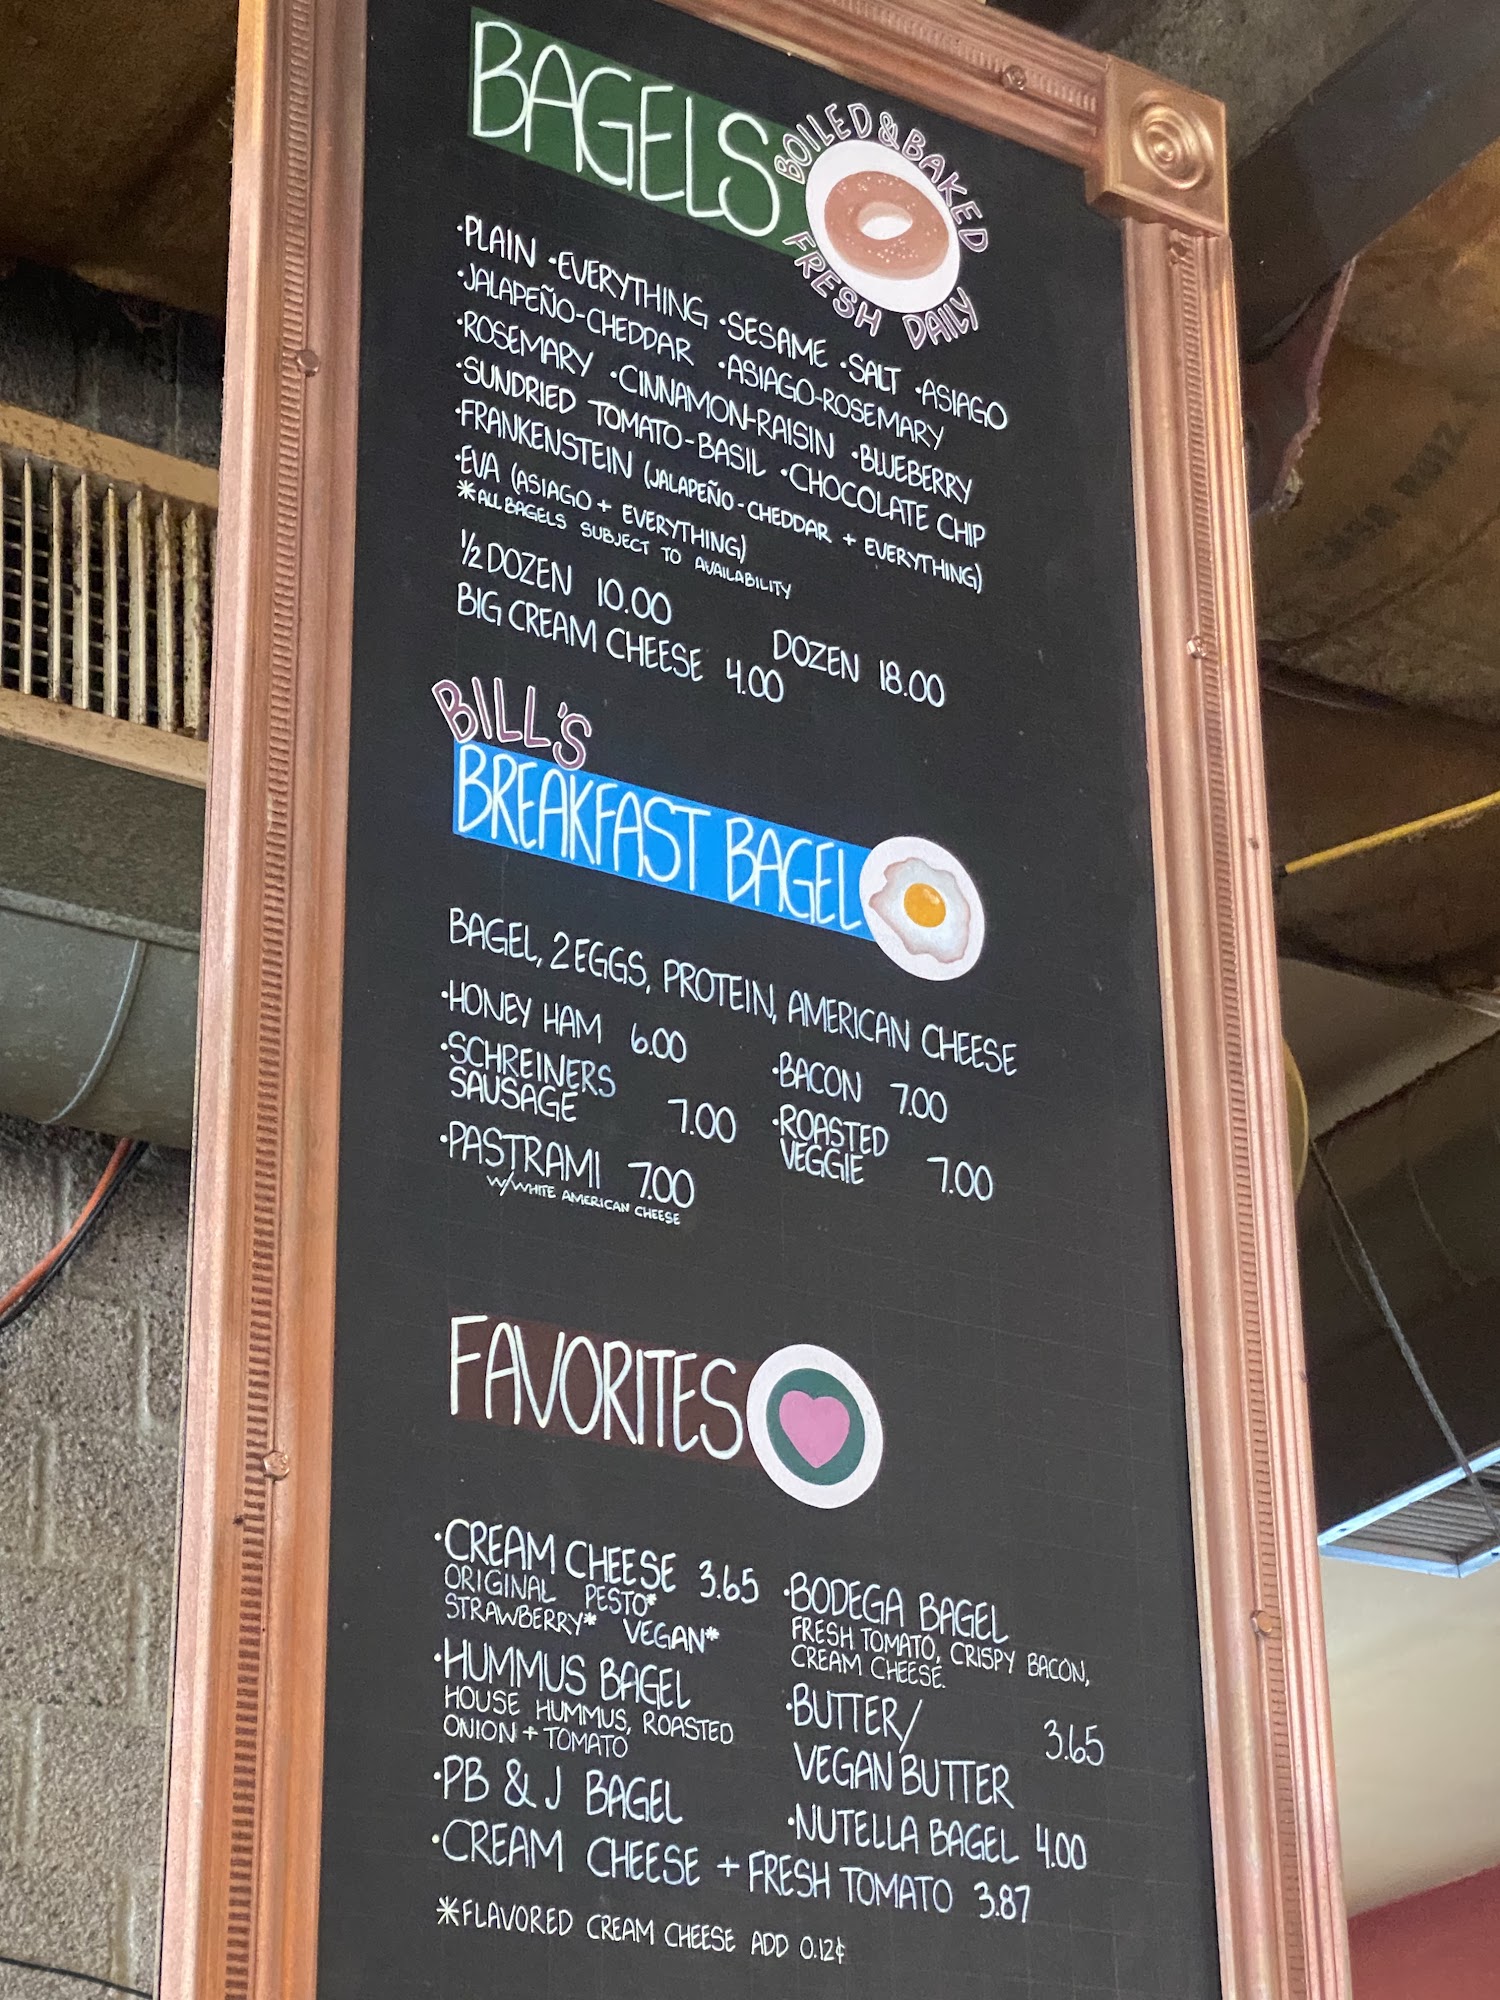 BAGELS
BOILED & BAKED
FRESH DAILY
·PLAIN ·EVERYTHING ·SESAME ·SALT ·ASIAGO
·JALAPEÑO-CHEDDAR ·ASIAGO-ROSEMARY
·ROSEMARY ·CINNAMON-RAISIN ·BLUEBERRY
·SUNDRIED TOMATO-BASIL ·CHOCOLATE CHIP
·FRANKENSTEIN (JALAPEÑO-CHEDDAR + EVERYTHING)
·EVA (ASIAGO + EVERYTHING)
*ALL BAGELS SUBJECT TO AVAILABILITY
½ DOZEN 10.00 DOZEN 18.00
BIG CREAM CHEESE 4.00
BILL'S
BREAKFAST BAGEL
BAGEL, 2 EGGS, PROTEIN, AMERICAN CHEESE
·HONEY HAM 6.00
·SCHREINERS
SAUSAGE 7.00
·PASTRAMI 7.00
W/WHITE AMERICAN CHEESE
·BACON 7.00
·ROASTED
VEGGIE 7.00
FAVORITES
·CREAM CHEESE 3.65
ORIGINAL PESTO*
STRAWBERRY* VEGAN*
·HUMMUS BAGEL
HOUSE HUMMUS, ROASTED
ONION + TOMATO
·PB & J BAGEL
·BODEGA BAGEL
FRESH TOMATO, CRISPY BACON,
CREAM CHEESE.
·BUTTER/ 3.65
VEGAN BUTTER
·NUTELLA BAGEL 4.00
·CREAM CHEESE + FRESH TOMATO 3.87
*FLAVORED CREAM CHEESE ADD 0.12¢